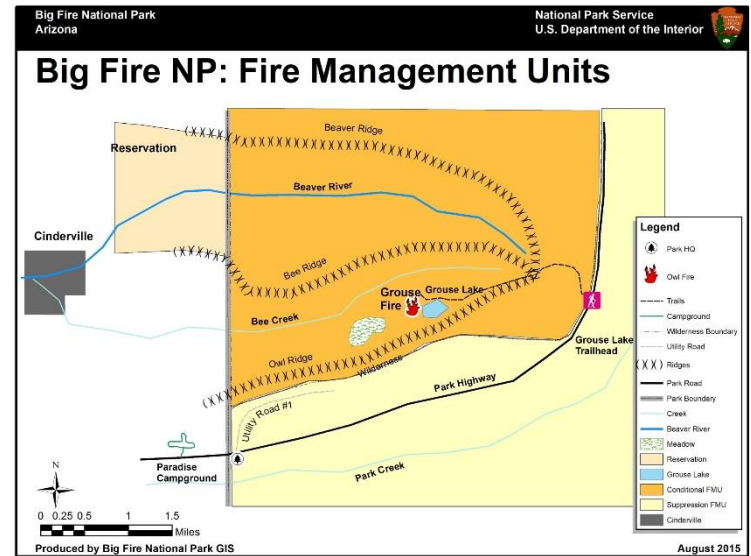 Big Fire National Park
Arizona
National Park Service
U.S. Department of the Interior
Big Fire NP: Fire Management Units
Beaver Ridge
Reservation
Beaver River
Cinderville
Bee Ridge
Grouse Lake
Grouse
Fire
Bee Creek
Owl Ridge
Wilderness
Grouse Lake
Trailhead
Park Highway
Utility Road #1
Paradise
Campground
Park Creek
N
0 0.25 0.5 1 1.5
Miles
Legend
Park HQ
Owl Fire
Trails
Campground
Wilderness Boundary
Utility Road
Ridges
Park Road
Park Boundary
Creek
Beaver River
Meadow
Reservation
Grouse Lake
Conditional FMU
Suppression FMU
Cinderville
Produced by Big Fire National Park GIS
August 2015